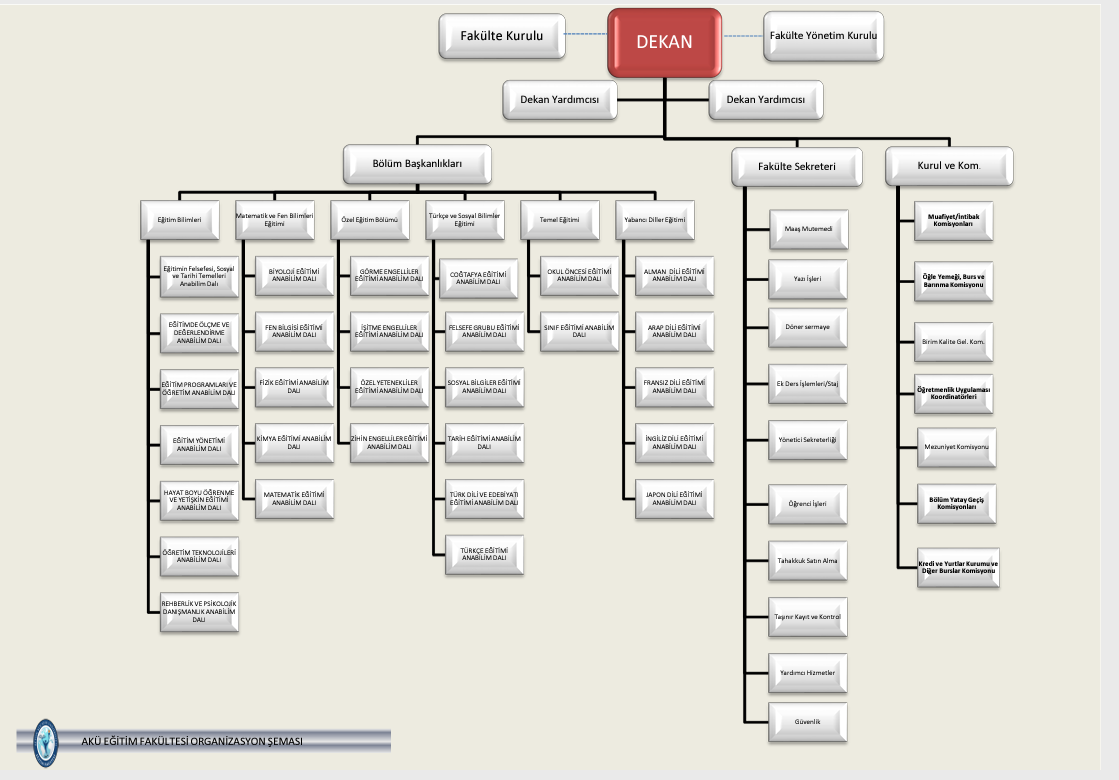 Fakülte Kurulu
DEKAN
Fakülte Yönetim Kurulu
Dekan Yardımcısı
Dekan Yardımcısı
Bölüm Başkanlıkları
Fakülte Sekreteri
Kurul ve Kom.
Eğitim Bilimleri
Eğitimin Felsefesi, Sosyal
ve Tarihi Temelleri
Anabilim Dalı
EĞİTİMDE ÖLÇME VE
DEĞERLENDİRME
ANABİLİM DALI
EĞİTİM PROGRAMLARI VE
ÖĞRETİM ANABİLİM DALI
EĞİTİM YÖNETİMİ
ANABİLİM DALI
HAYAT BOYU ÖĞRENME
VE YETİŞKİN EĞİTİMİ
ANABİLİM DALI
ÖĞRETİM TEKNOLOJİLERİ
ANABİLİM DALI
REHBERLİK VE PSİKOLOJİK
DANIŞMANLIK ANABİLİM
DALI
Matematik ve Fen Bilimleri
Eğitimi
BİYOLOJİ EĞİTİMİ
ANABİLİM DALI
FEN BİLGİSİ EĞİTİMİ
ANABİLİM DALI
FİZİK EĞİTİMİ ANABİLİM
DALI
KİMYA EĞİTİMİ ANABİLİM
DALI
MATEMATİK EĞİTİMİ
ANABİLİM DALI
Özel Eğitim Bölümü
GÖRME ENGELLİLER
EĞİTİMİ ANABİLİM DALI
İŞİTME ENGELLİLER
EĞİTİMİ ANABİLİM DALI
ÖZEL YETENEKLİLER
EĞİTİMİ ANABİLİM DALI
ZİHİN ENGELLİLER EĞİTİMİ
ANABİLİM DALI
Türkçe ve Sosyal Bilimler
Eğitimi
COĞTAFYA EĞİTİMİ
ANABİLİM DALI
FELSEFE GRUBU EĞİTİMİ
ANABİLİM DALI
SOSYAL BİLGİLER EĞİTİMİ
ANABİLİM DALI
TARİH EĞİTİMİ ANABİLİM
DALI
TÜRK DİLİ VE EDEBİYATI
EĞİTİMİ ANABİLİM DALI
TÜRKÇE EĞİTİMİ
ANABİLİM DALI
Temel Eğitimi
OKUL ÖNCESİ EĞİTİMİ
ANABİLİM DALI
SINIF EĞİTİMİ ANABİLİM
DALI
Yabancı Diller Eğitimi
ALMAN DİLİ EĞİTİMİ
ANABİLİM DALI
ARAP DİLİ EĞİTİMİ
ANABİLİM DALI
FRANSIZ DİLİ EĞİTİMİ
ANABİLİM DALI
İNGİLİZ DİLİ EĞİTİMİ
ANABİLİM DALI
JAPON DİLİ EĞİTİMİ
ANABİLİM DALI
Maaş Mutemedi
Yazı İşleri
Döner sermaye
Ek Ders İşlemleri/Staj
Yönetici Sekreterliği
Öğrenci İşleri
Tahakkuk Satın Alma
Taşınır Kayıt ve Kontrol
Yardımcı Hizmetler
Güvenlik
Muafiyet/İntibak
Komisyonları
Öğle Yemeği, Burs ve
Barınma Komisyonu
Birim Kalite Gel. Kom.
Öğretmenlik Uygulaması
Koordinatörleri
Mezuniyet Komisyonu
Bölüm Yatay Geçiş
Komisyonları
Kredi ve Yurtlar Kurumu ve
Diğer Burslar Komisyonu
AKÜ EĞİTİM FAKÜLTESİ ORGANİZASYON ŞEMASI